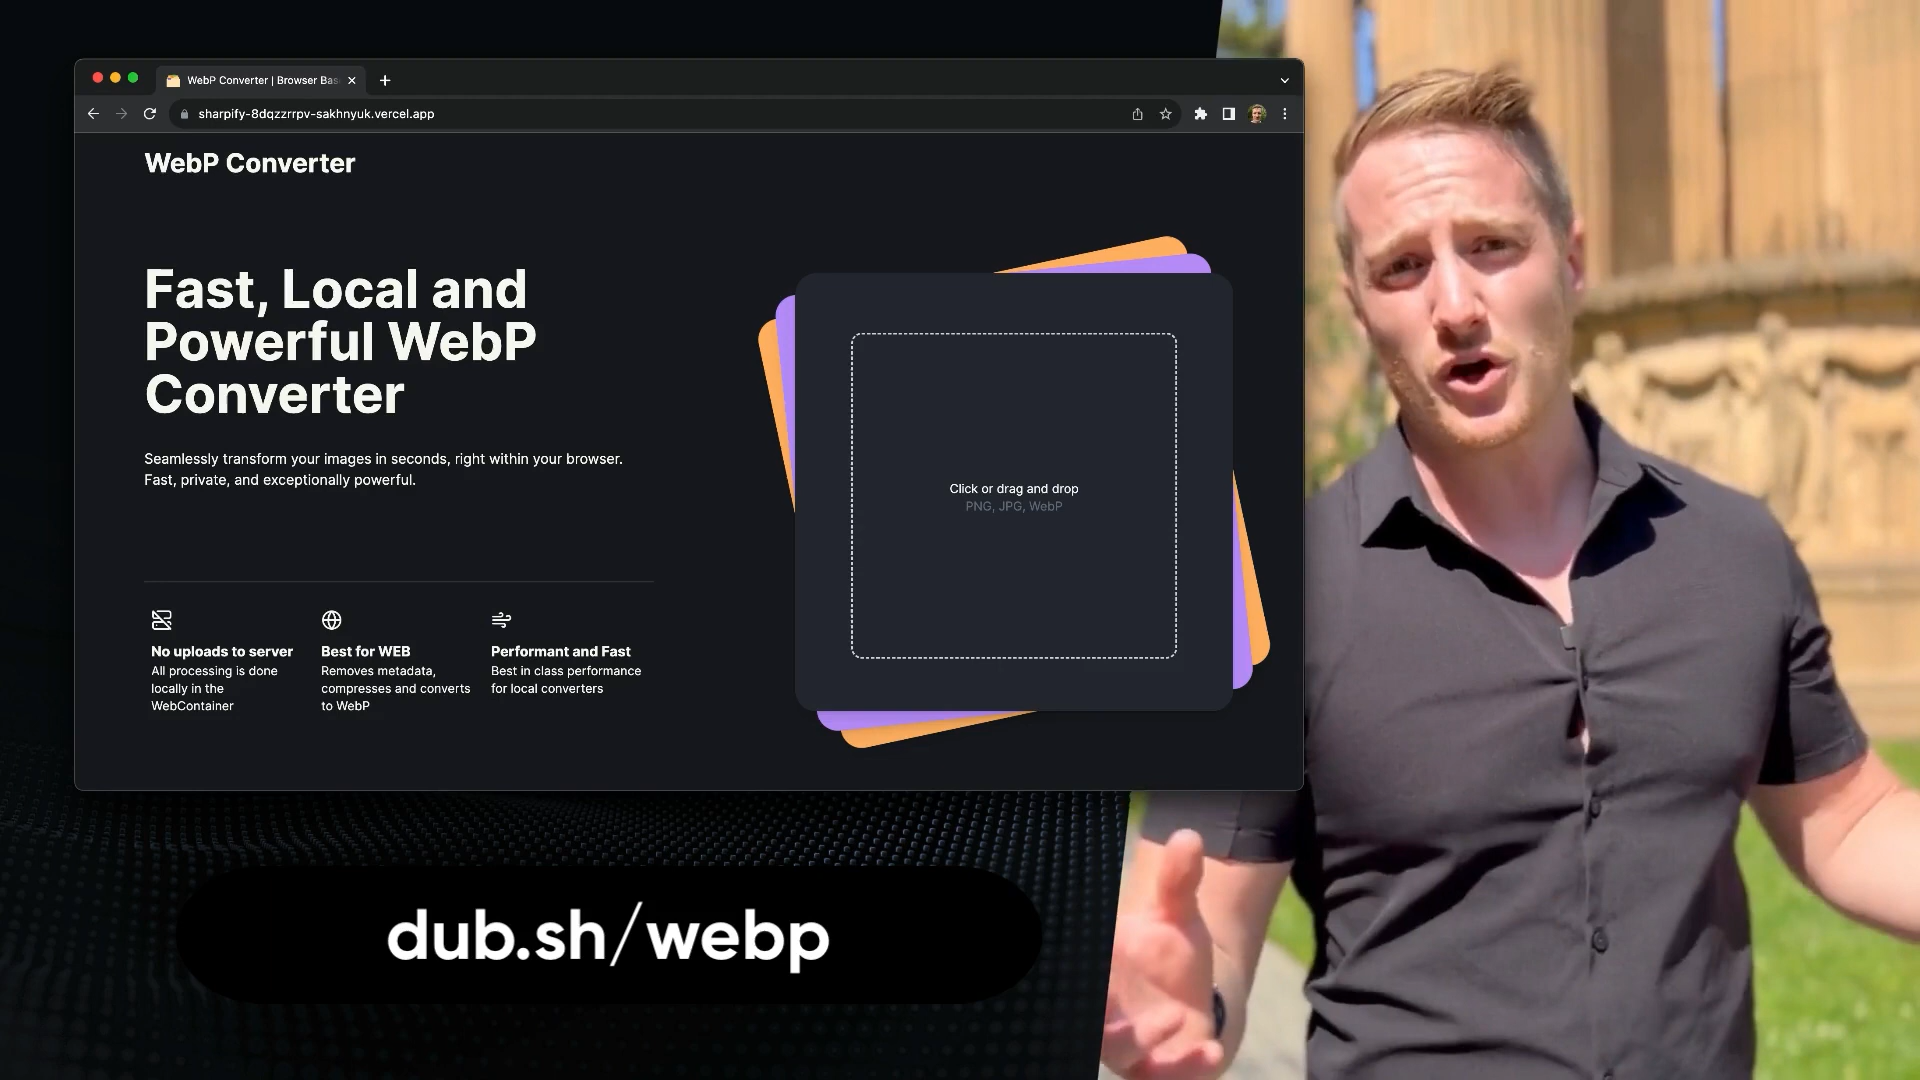 WebP Converter | Browser Bas
sharpify-8dqzzrrpv-sakhnyuk.vercel.app
WebP Converter
Fast, Local and
Powerful WebP
Converter
Seamlessly transform your images in seconds, right within your browser.
Fast, private, and exceptionally powerful.
Click or drag and drop
PNG, JPG, WebP
No uploads to server
All processing is done
locally in the
WebContainer
Best for WEB
Removes metadata,
compresses and converts
to WebP
Performant and Fast
Best in class performance
for local converters
dub.sh/webp